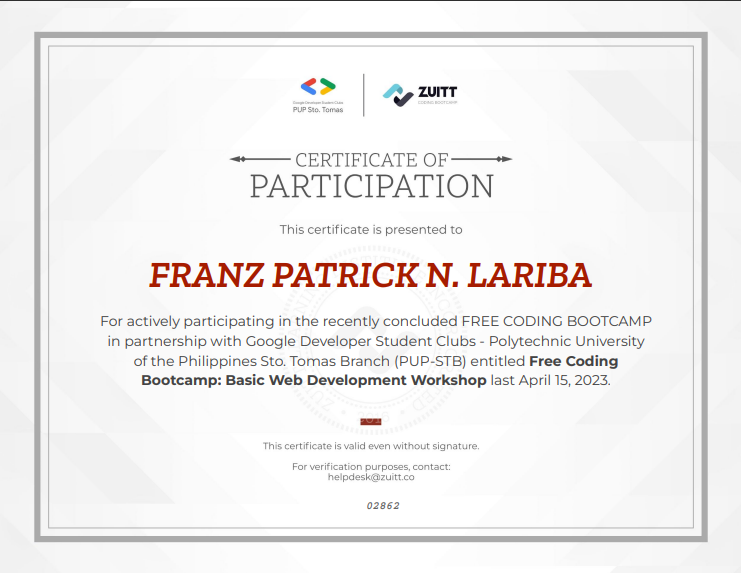 Google Developer Student Clubs
PUP Sto. Tomas
ZUITT
CODING BOOTCAMP
CERTIFICATE OF
PARTICIPATION
This certificate is presented to
FRANZ PATRICK N. LARIBA
For actively participating in the recently concluded FREE CODING BOOTCAMP
in partnership with Google Developer Student Clubs - Polytechnic University
of the Philippines Sto. Tomas Branch (PUP-STB) entitled Free Coding
Bootcamp: Basic Web Development Workshop last April 15, 2023.
This certificate is valid even without signature.
For verification purposes, contact:
helpdesk@zuitt.co
02862